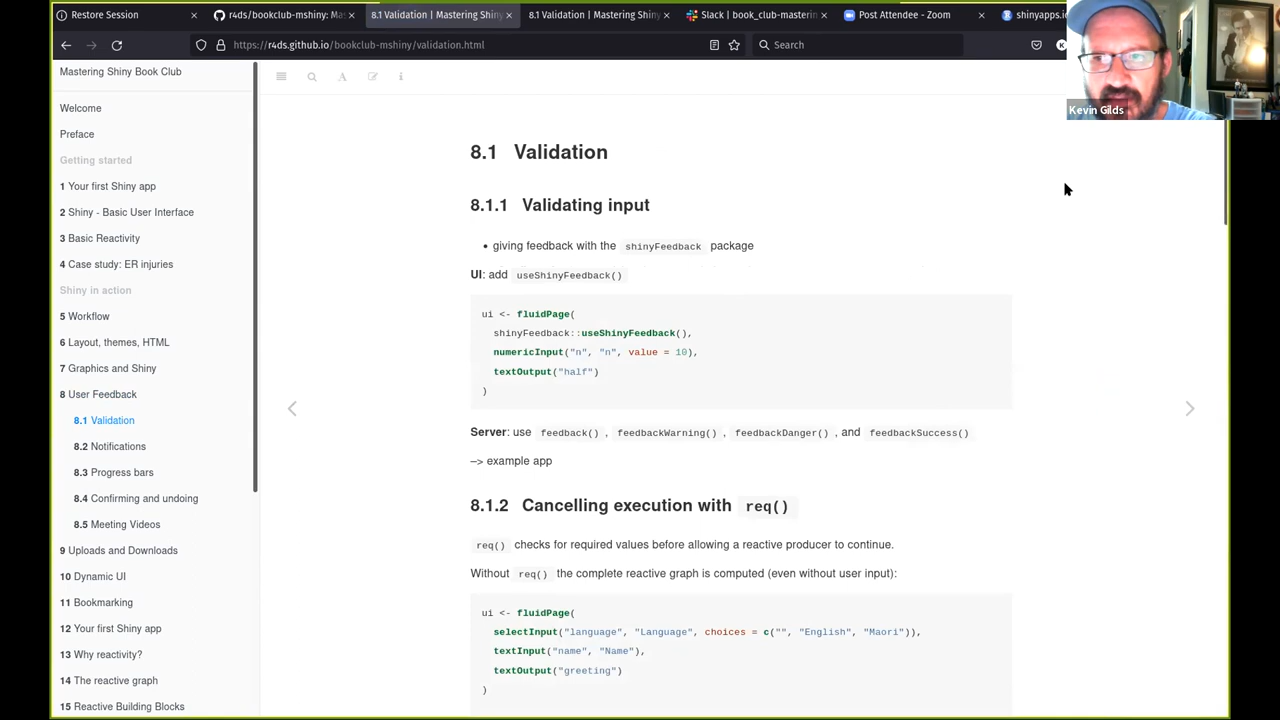 Restore Session
r4ds/bookclub-mshiny: Ma:
8.1 Validation | Mastering Shiny
8.1 Validation | Mastering Shiny
Slack | book_club-masterin
Post Attendee - Zoom
shinyapps.io
https://r4ds.github.io/bookclub-mshiny/validation.html
Search
Kevin Gilds
Mastering Shiny Book Club
Welcome
Preface
Getting started
1 Your first Shiny app
2 Shiny - Basic User Interface
3 Basic Reactivity
4 Case study: ER injuries
Shiny in action
5 Workflow
6 Layout, themes, HTML
7 Graphics and Shiny
8 User Feedback
8.1 Validation
8.2 Notifications
8.3 Progress bars
8.4 Confirming and undoing
8.5 Meeting Videos
9 Uploads and Downloads
10 Dynamic UI
11 Bookmarking
12 Your first Shiny app
13 Why reactivity?
14 The reactive graph
15 Reactive Building Blocks
8.1 Validation
8.1.1 Validating input
• giving feedback with the shinyFeedback package
UI: add useShinyFeedback()
ui <- fluidPage(
shinyFeedback::useShinyFeedback(),
numericInput("n", "n", value = 10),
textOutput("half")
)
Server: use feedback() , feedbackWarning() , feedbackDanger() , and feedbackSuccess()
–> example app
8.1.2 Cancelling execution with req()
req() checks for required values before allowing a reactive producer to continue.
Without req() the complete reactive graph is computed (even without user input):
ui <- fluidPage(
selectInput("language", "Language", choices = c("", "English", "Maori")),
textInput("name", "Name"),
textOutput("greeting")
)